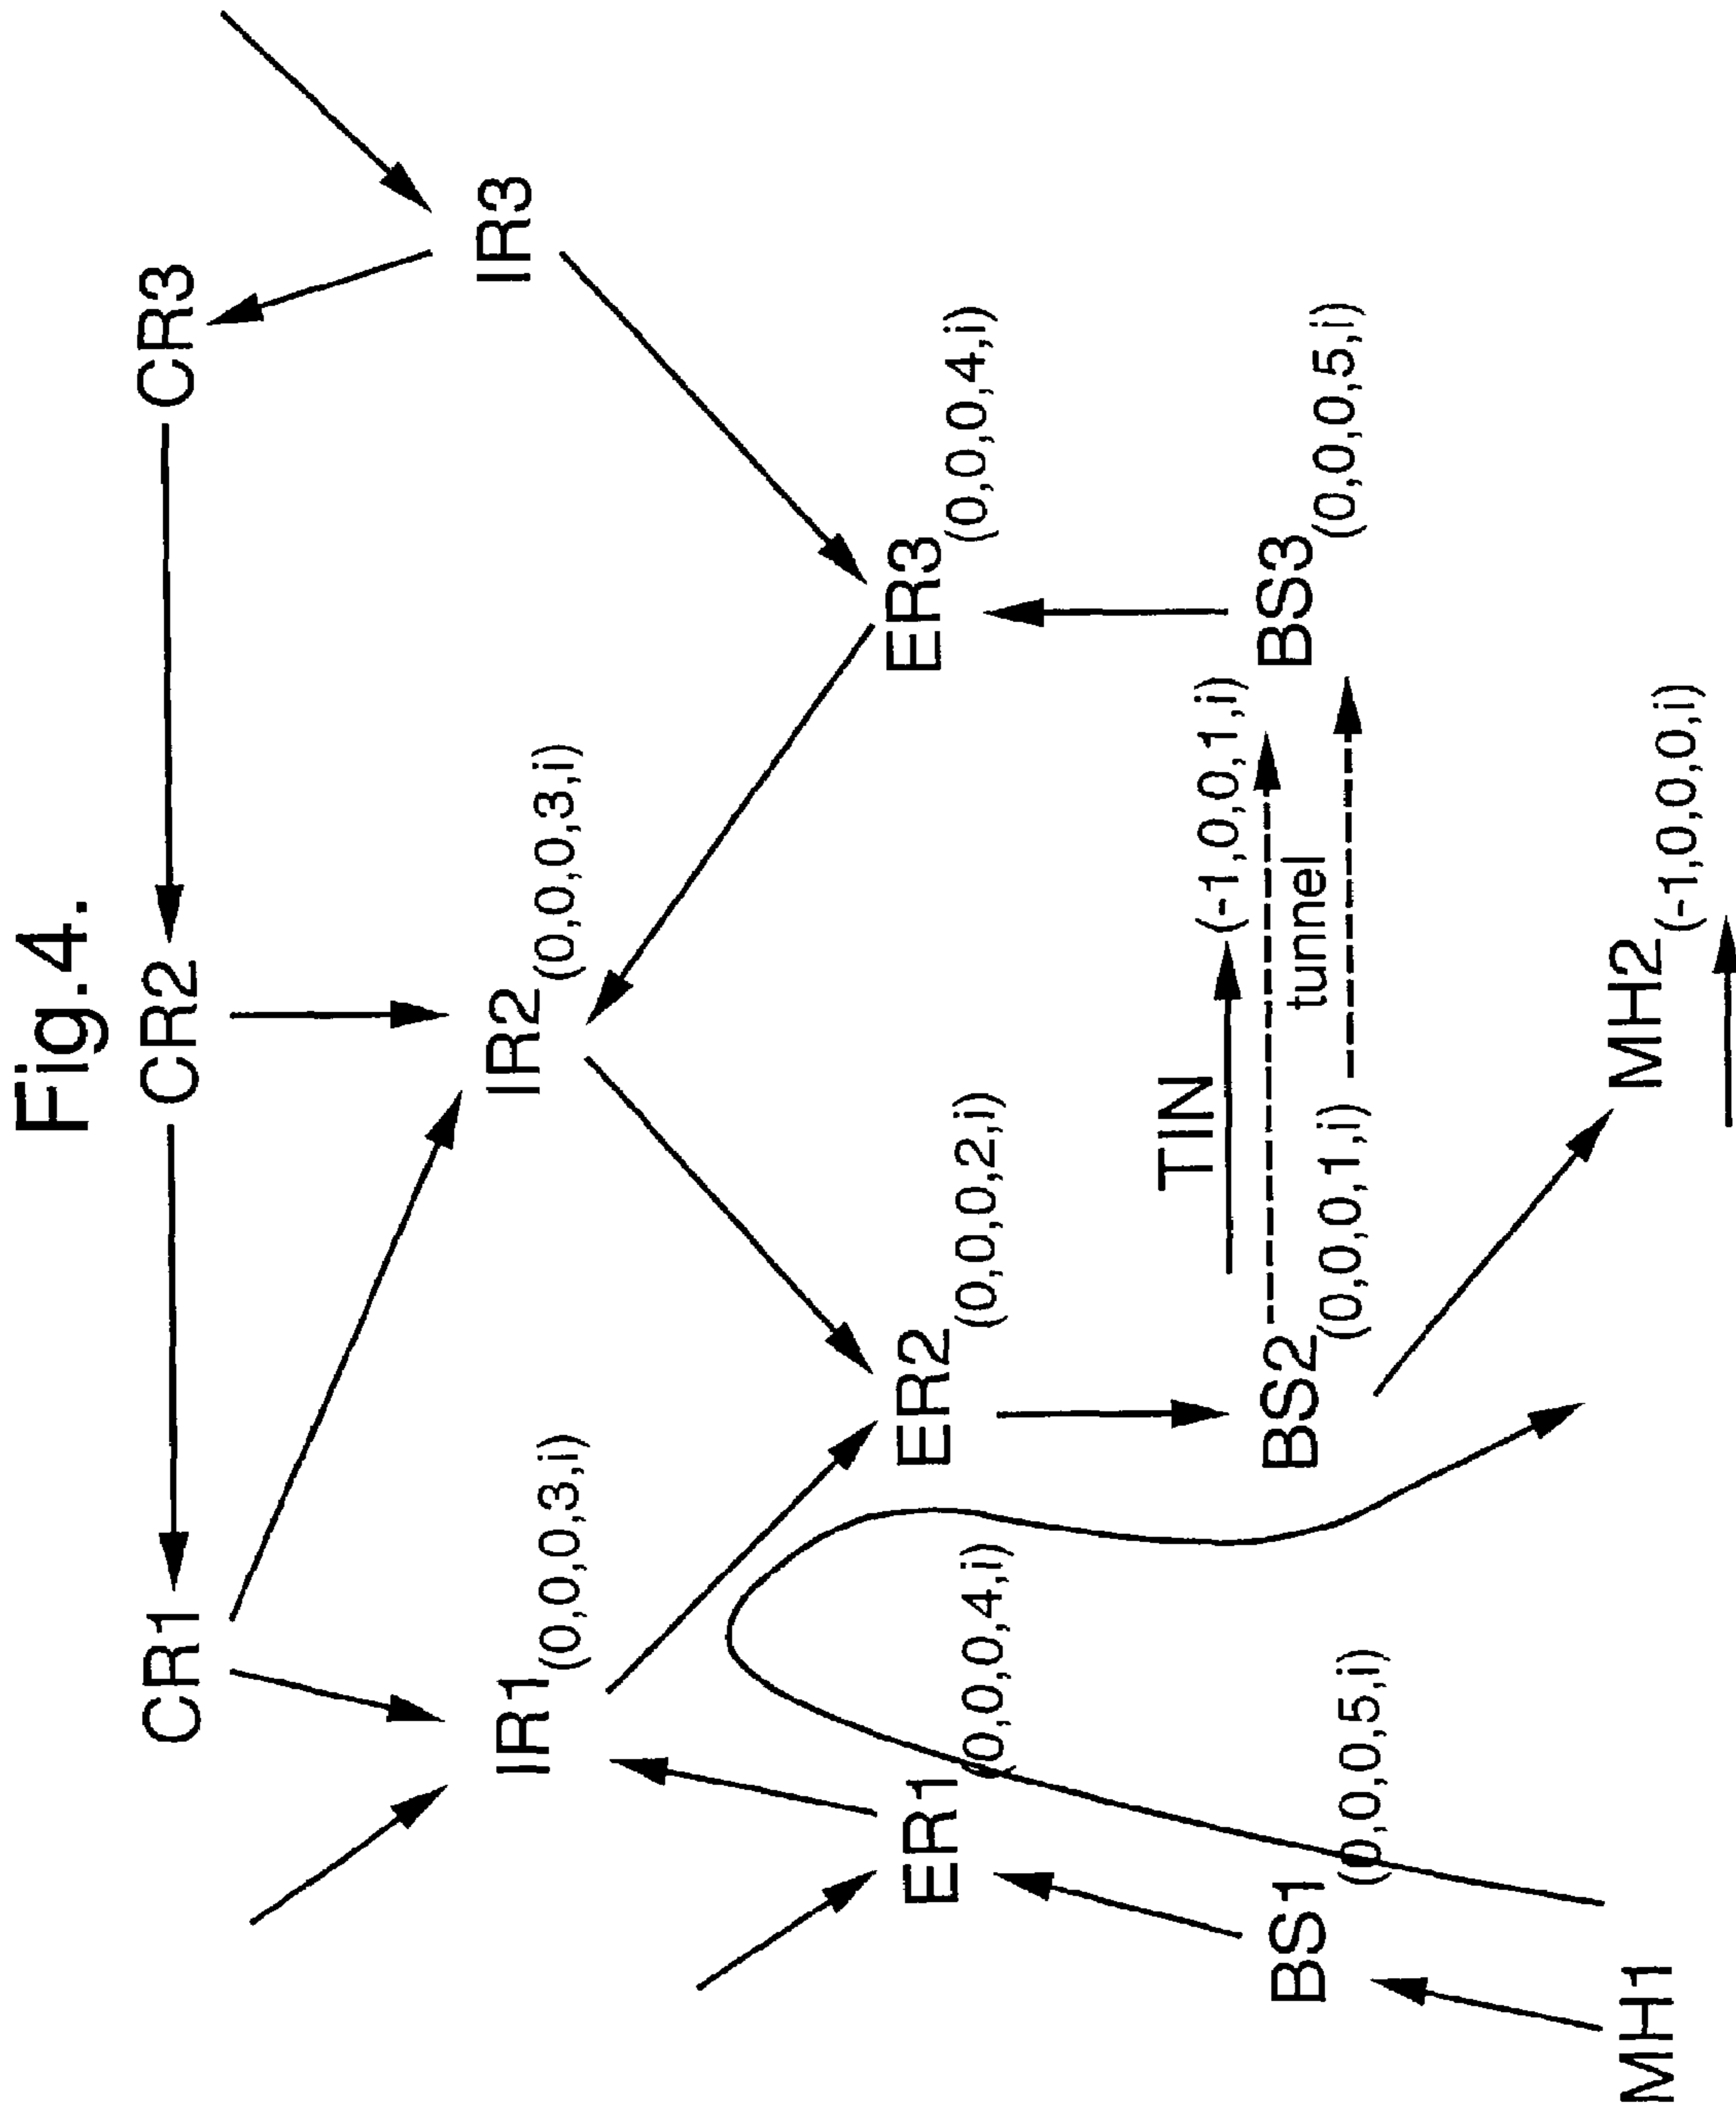 Fig.4.
CR1
CR2
CR3
IR1
(0,0,0,3,i)
IR2
(0,0,0,3,i)
IR3
ER1
(0,0,0,4,i)
ER2
(0,0,0,2,i)
ER3
(0,0,0,4,i)
TIN
(-1,0,0,1,i)
tunnel
BS1
(0,0,0,5,i)
BS2
(0,0,0,1,i)
BS3
(0,0,0,5,i)
MH1
MH2
(-1,0,0,0,i)